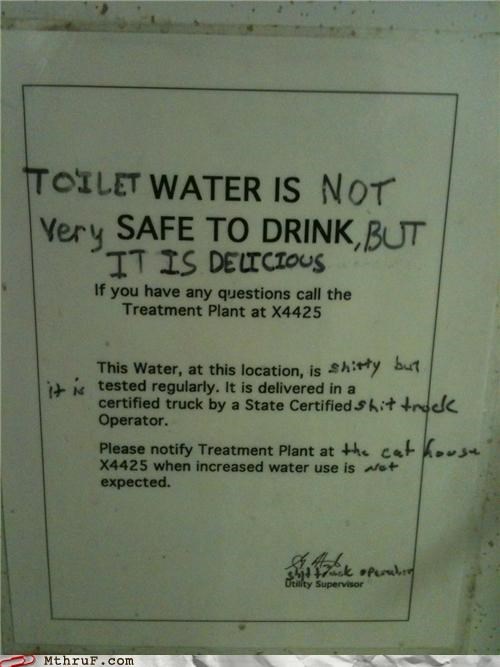 TOILET WATER IS NOT
Very SAFE TO DRINK, BUT
IT IS DELICIOUS
If you have any questions call the
Treatment Plant at X4425
This Water, at this location, is shitty but
it is tested regularly. It is delivered in a
certified truck by a State Certified shit truck
Operator.
Please notify Treatment Plant at the cat house
X4425 when increased water use is not
expected.
shit truck operator
Utility Supervisor
MthruF.com